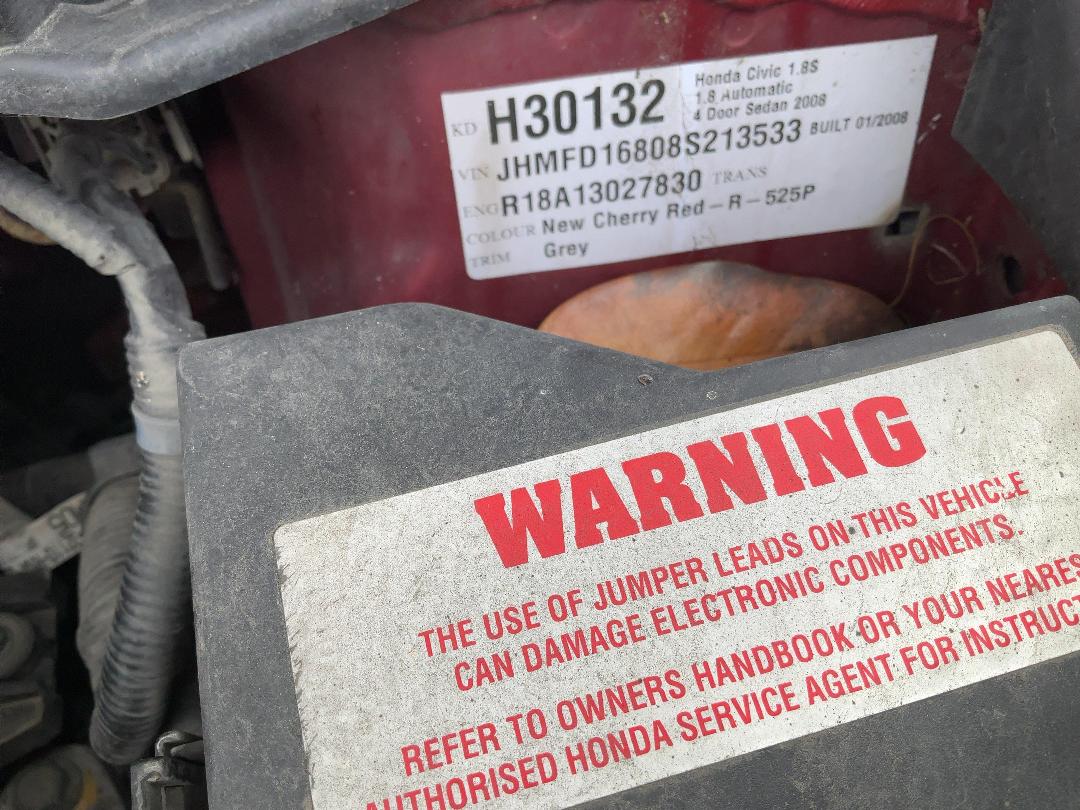 KD H30132 Honda Civic 1.8S
1.8 Automatic
4 Door Sedan 2008
VIN JHMFD16808S213533 BUILT 01/2008
ENG R18A13027830 TRANS
COLOUR New Cherry Red - R - 525P
TRIM Grey
WARNING
THE USE OF JUMPER LEADS ON THIS VEHICLE
CAN DAMAGE ELECTRONIC COMPONENTS.
REFER TO OWNERS HANDBOOK OR YOUR NEARES
AUTHORISED HONDA SERVICE AGENT FOR INSTRUCT